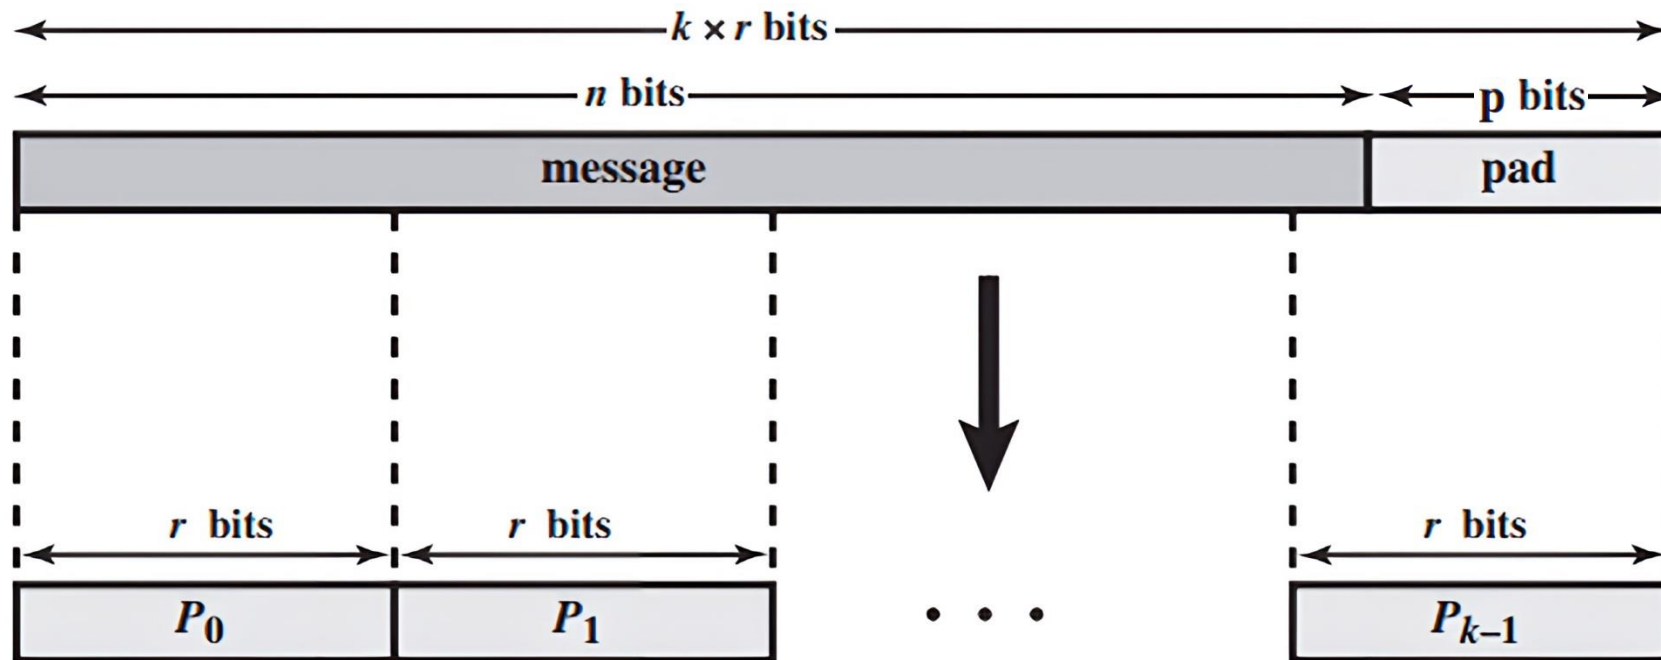 k × r bits
n bits p bits
message pad
r bits r bits r bits
P₀ P₁ . . . Pₖ₋₁